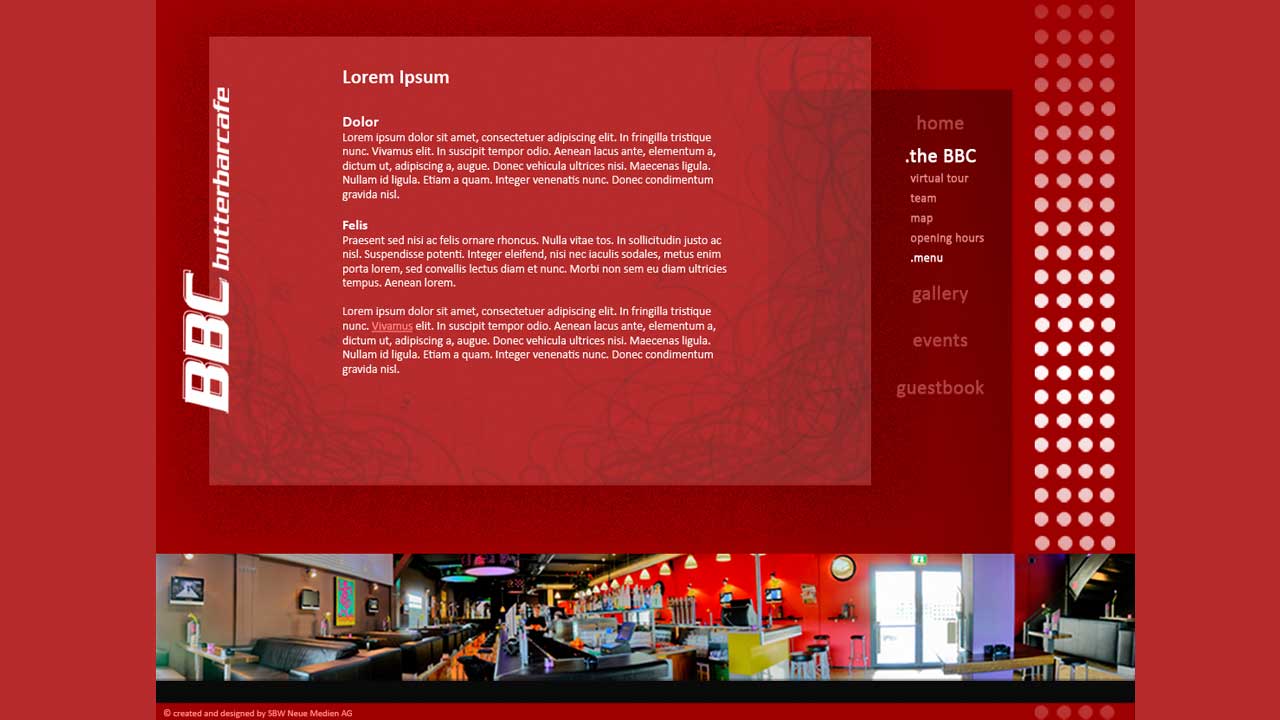 Lorem Ipsum
Dolor
Lorem ipsum dolor sit amet, consectetuer adipiscing elit. In fringilla tristique
nunc. Vivamus elit. In suscipit tempor odio. Aenean lacus ante, elementum a,
dictum ut, adipiscing a, augue. Donec vehicula ultrices nisi. Maecenas ligula.
Nullam id ligula. Etiam a quam. Integer venenatis nunc. Donec condimentum
gravida nisl.
Felis
Praesent sed nisi ac felis ornare rhoncus. Nulla vitae tos. In sollicitudin justo ac
nisl. Suspendisse potenti. Integer eleifend, nisi nec iaculis sodales, metus enim
porta lorem, sed convallis lectus diam et nunc. Morbi non sem eu diam ultricies
tempus. Aenean lorem.
Lorem ipsum dolor sit amet, consectetuer adipiscing elit. In fringilla tristique
nunc. Vivamus elit. In suscipit tempor odio. Aenean lacus ante, elementum a,
dictum ut, adipiscing a, augue. Donec vehicula ultrices nisi. Maecenas ligula.
Nullam id ligula. Etiam a quam. Integer venenatis nunc. Donec condimentum
gravida nisl.
BBC butterbarcafe
home
.the BBC
virtual tour
team
map
opening hours
.menu
gallery
events
guestbook
© created and designed by SBW Neue Medien AG